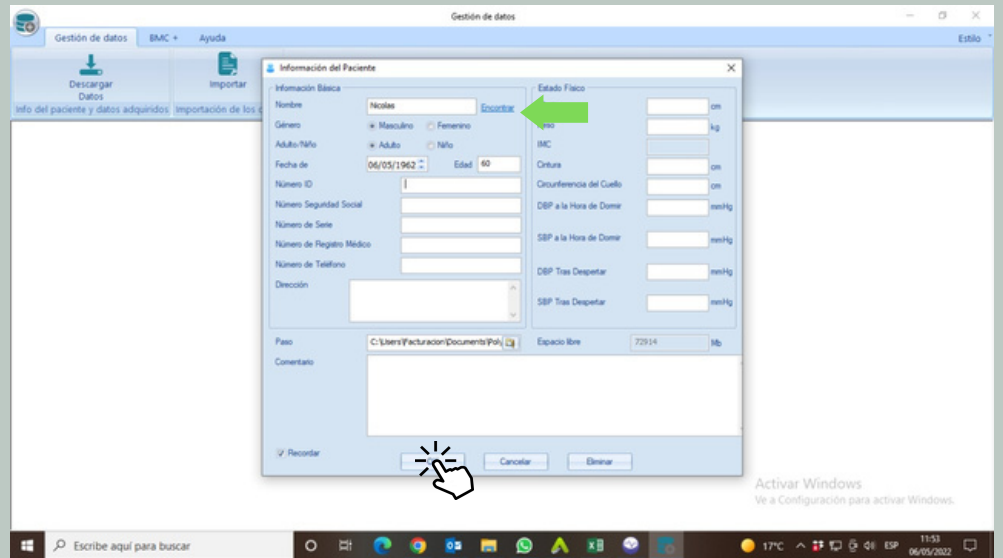 Gestión de datos
Gestión de datos BMC + Ayuda Estilo
Descargar
Datos
Importar
Info del paciente y datos adquiridos Importación de los
Información del Paciente
Infomación Básica
Nombre Nicolas Encontrar
Género Masculino Femenino
Adulto/Niño Adulto Niño
Fecha de 06/05/1962 Edad 60
Número ID
Número Seguridad Social
Número de Serie
Número de Registro Médico
Número de Teléfono
Dirección
Estado Físico
cm
kg
IMC
Cintura cm
Circunferencia del Cuello cm
DBP a la Hora de Dormir mmHg
SBP a la Hora de Dormir mmHg
DBP Tras Despertar mmHg
SBP Tras Despertar mmHg
Paso C:\Users\Facturacion\Documents\Poly Espacio libre 72914 Mb
Comentario
Recordar
Cancelar Eliminar
Activar Windows
Ve a Configuración para activar Windows.
Escribe aquí para buscar
17°C ESP 11:53
06/05/2022